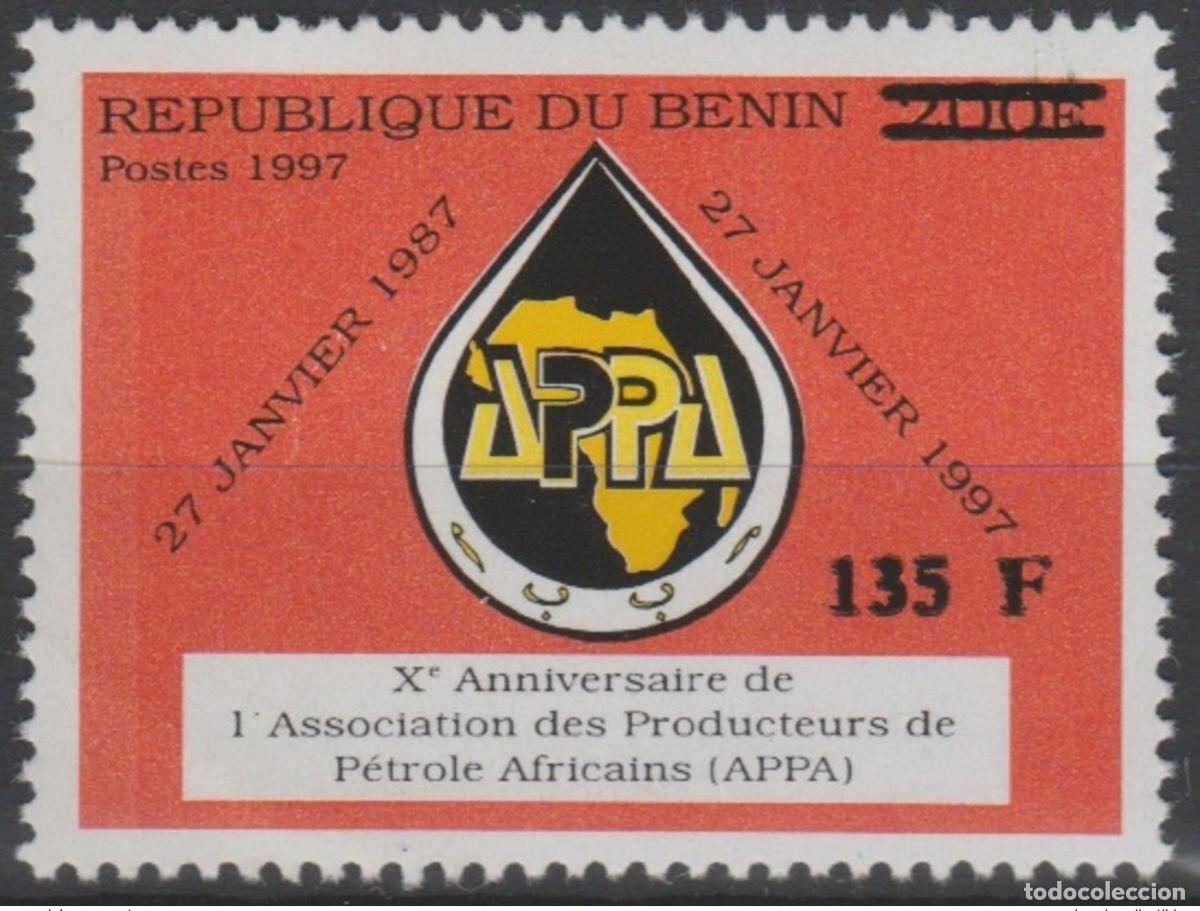 REPUBLIQUE DU BENIN 200F
Postes 1997
27 JANVIER 1987
27 JANVIER 1997
APPA
ا ب ب ا
135 F
Xe Anniversaire de
l'Association des Producteurs de
Pétrole Africains (APPA)
todocoleccion